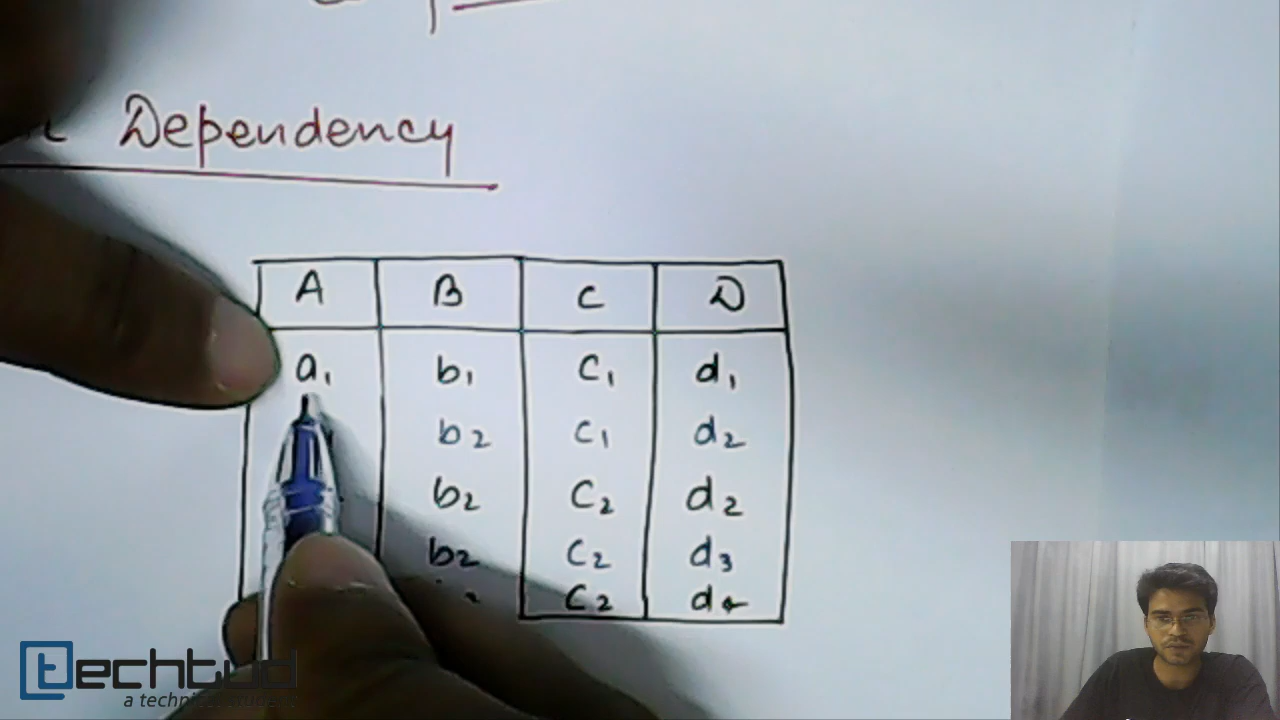 Dependency
A B C D
a1 b1 c1 d1
b2 c1 d2
b2 c2 d2
b2 c2 d3
c2 d4
techtud